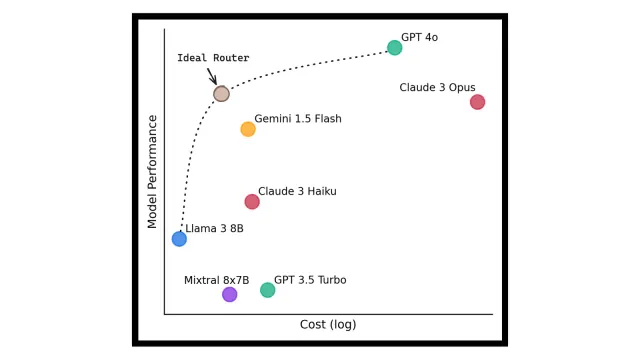 GPT 4o
Ideal Router
Claude 3 Opus
Gemini 1.5 Flash
Model Performance
Claude 3 Haiku
Llama 3 8B
Mixtral 8x7B
GPT 3.5 Turbo
Cost (log)